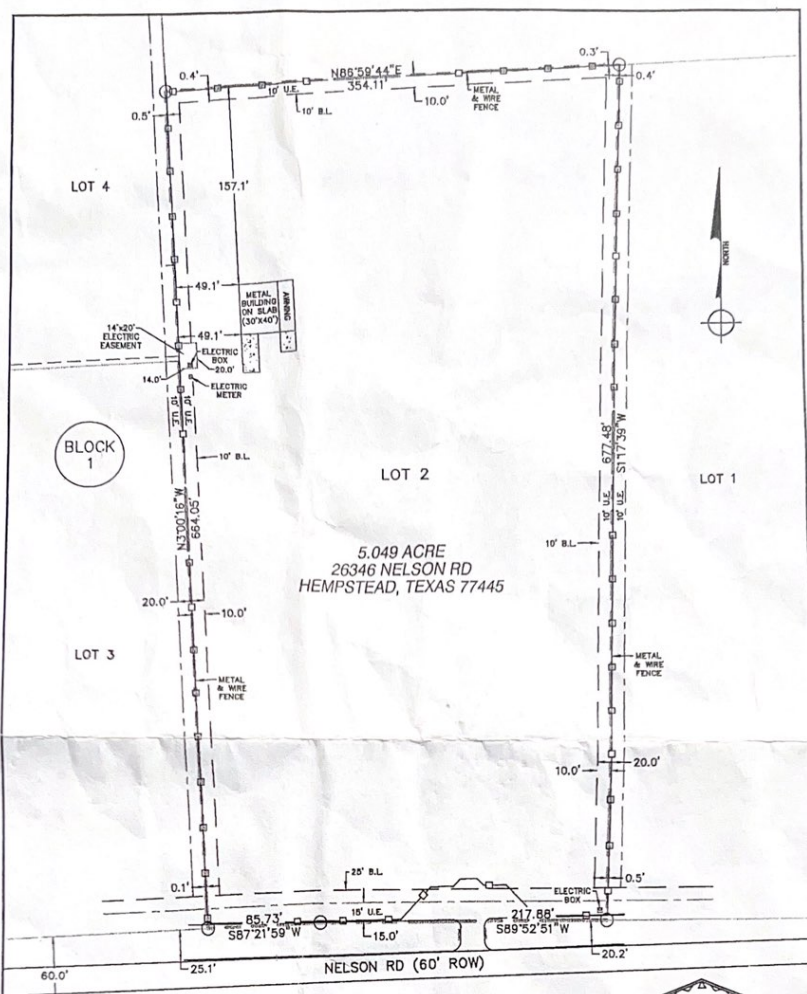 0.3'
0.4'
N86°59'44"E
0.4'
10' U.E.
354.11'
METAL
& WIRE
FENCE
10' B.L.
10.0'
0.5'
LOT 4
157.1'
NORTH
49.1'
METAL
BUILDING
ON SLAB
(30'X40')
AWNING
14'x20'
ELECTRIC
EASEMENT
49.1'
ELECTRIC
BOX
20.0'
14.0'
ELECTRIC
METER
10' U.E.
10' U.E.
BLOCK
1
10' B.L.
LOT 2
LOT 1
677.48'
S1°17'39"W
10' U.E.
10' U.E.
N3°00'16"W
664.05'
10' B.L.
5.049 ACRE
26346 NELSON RD
HEMPSTEAD, TEXAS 77445
20.0'
10.0'
LOT 3
METAL
& WIRE
FENCE
METAL
& WIRE
FENCE
10.0'
20.0'
25' B.L.
0.5'
0.1'
ELECTRIC
BOX
15' U.E.
85.73'
217.88'
S87°21'59"W
15.0'
S89°52'51"W
60.0'
25.1'
NELSON RD (60' ROW)
20.2'